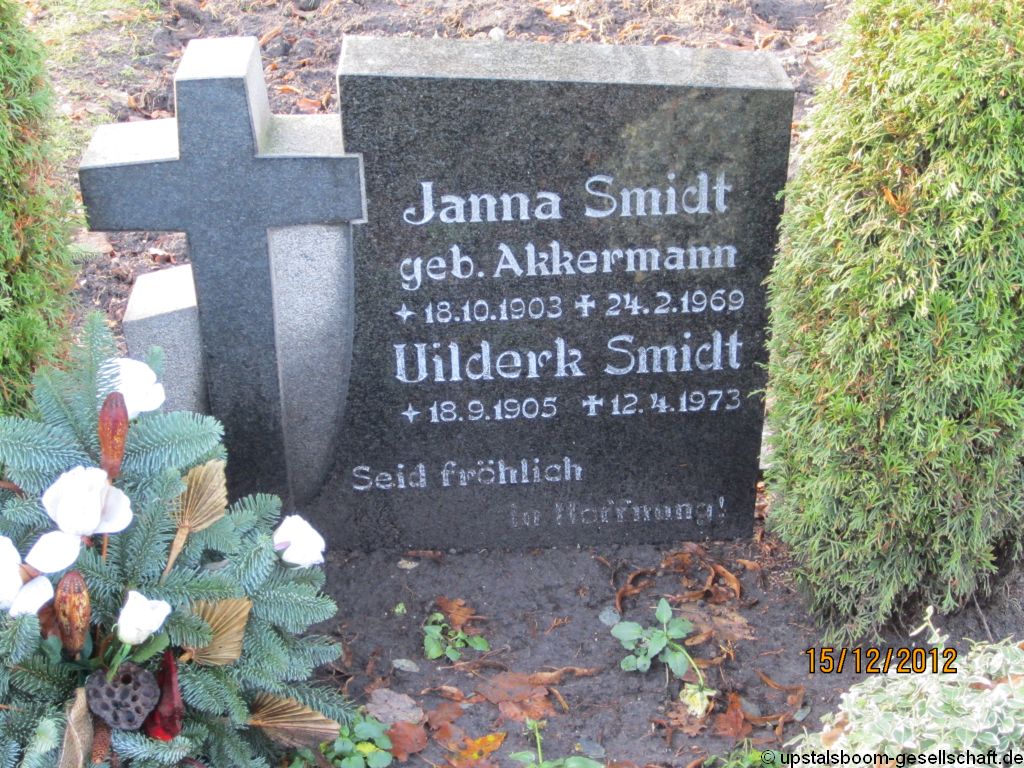 Janna Smidt
geb. Akkermann
18.10.1903 ✝ 24.2.1969
Uilderk Smidt
18.9.1905 ✝ 12.4.1973
Seid fröhlich
in Hoffnung!
15/12/2012
© upstalsboom-gesellschaft.de